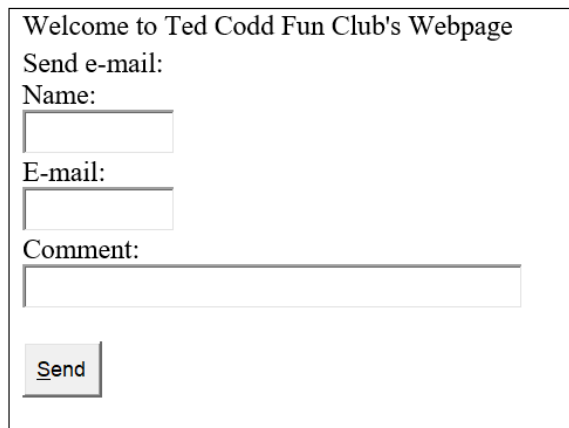 Welcome to Ted Codd Fun Club's Webpage
Send e-mail:
Name:
E-mail:
Comment:
Send